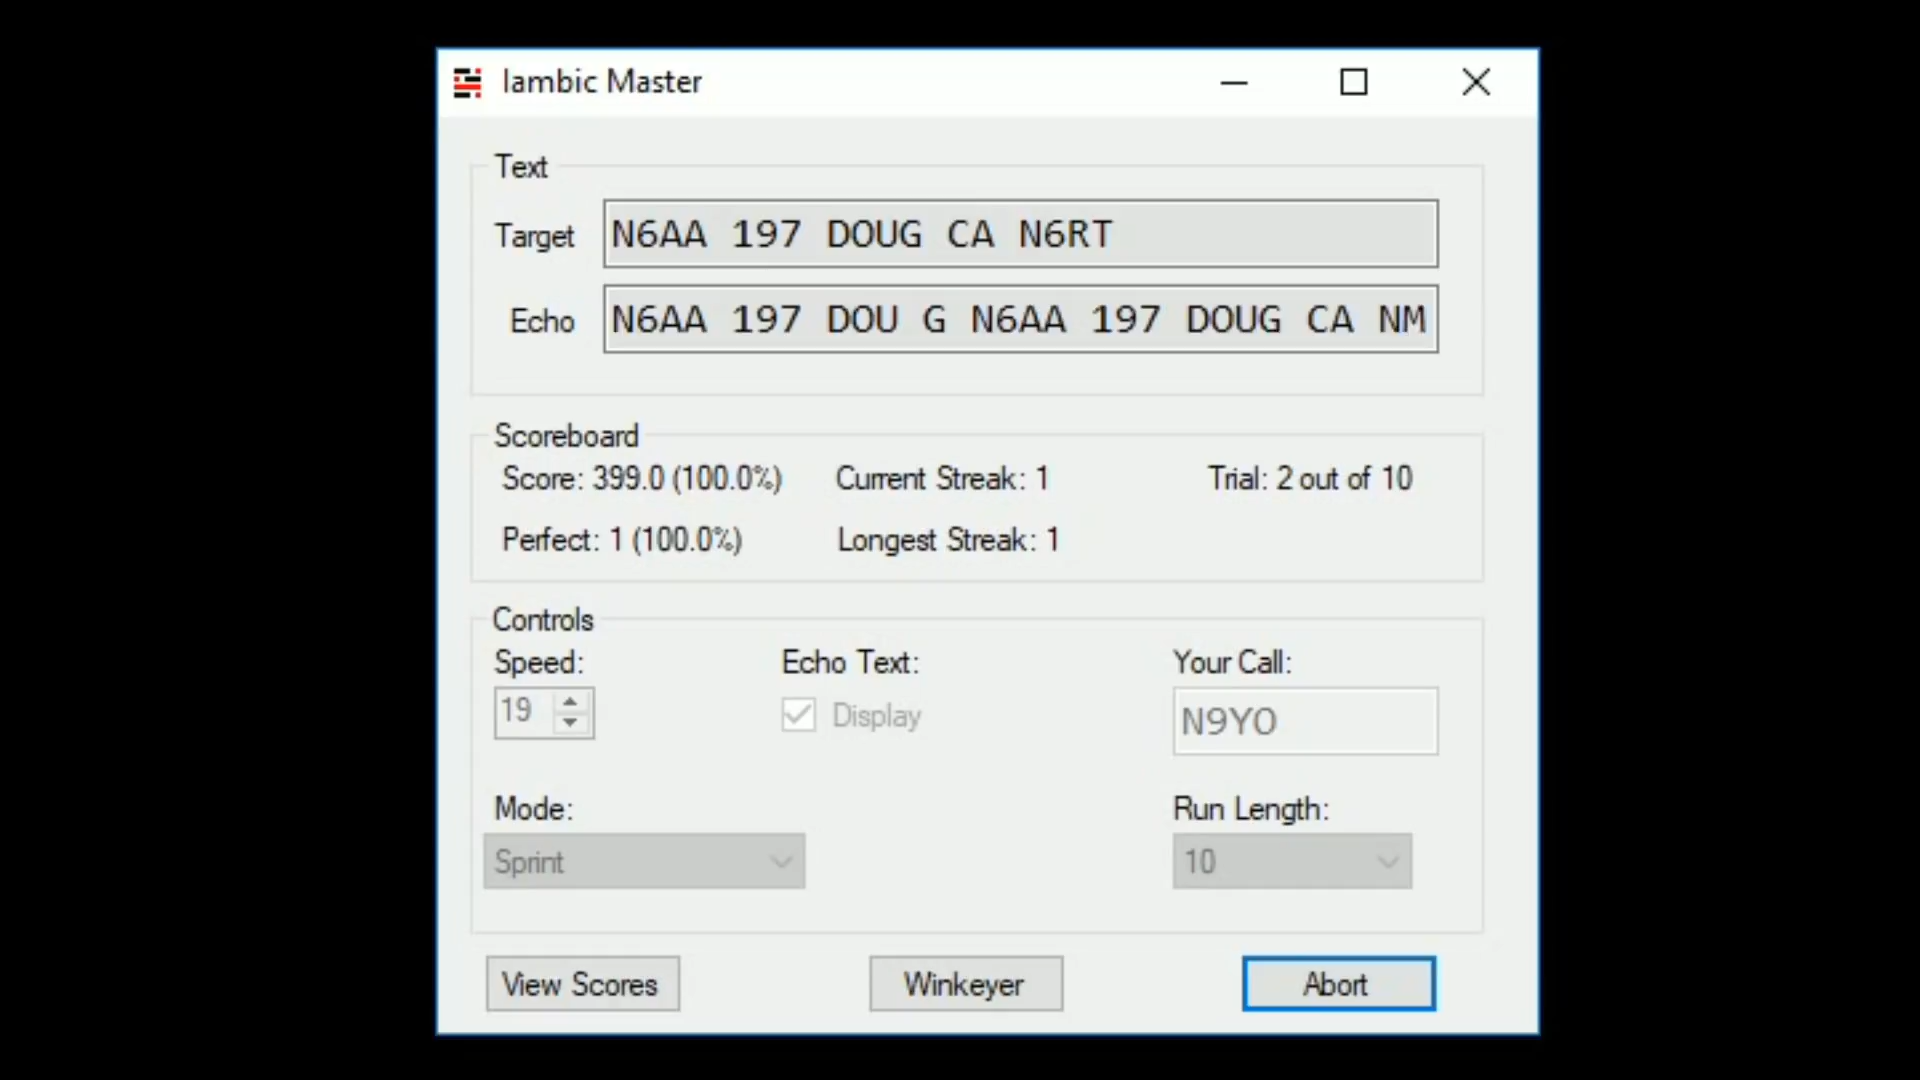 Iambic Master
Text
Target N6AA 197 DOUG CA N6RT
Echo N6AA 197 DOU G N6AA 197 DOUG CA NM
Scoreboard
Score: 399.0 (100.0%) Current Streak: 1 Trial: 2 out of 10
Perfect: 1 (100.0%) Longest Streak: 1
Controls
Speed: Echo Text: Your Call:
19 Display N9YO
Mode: Run Length:
Sprint 10
View Scores Winkeyer Abort